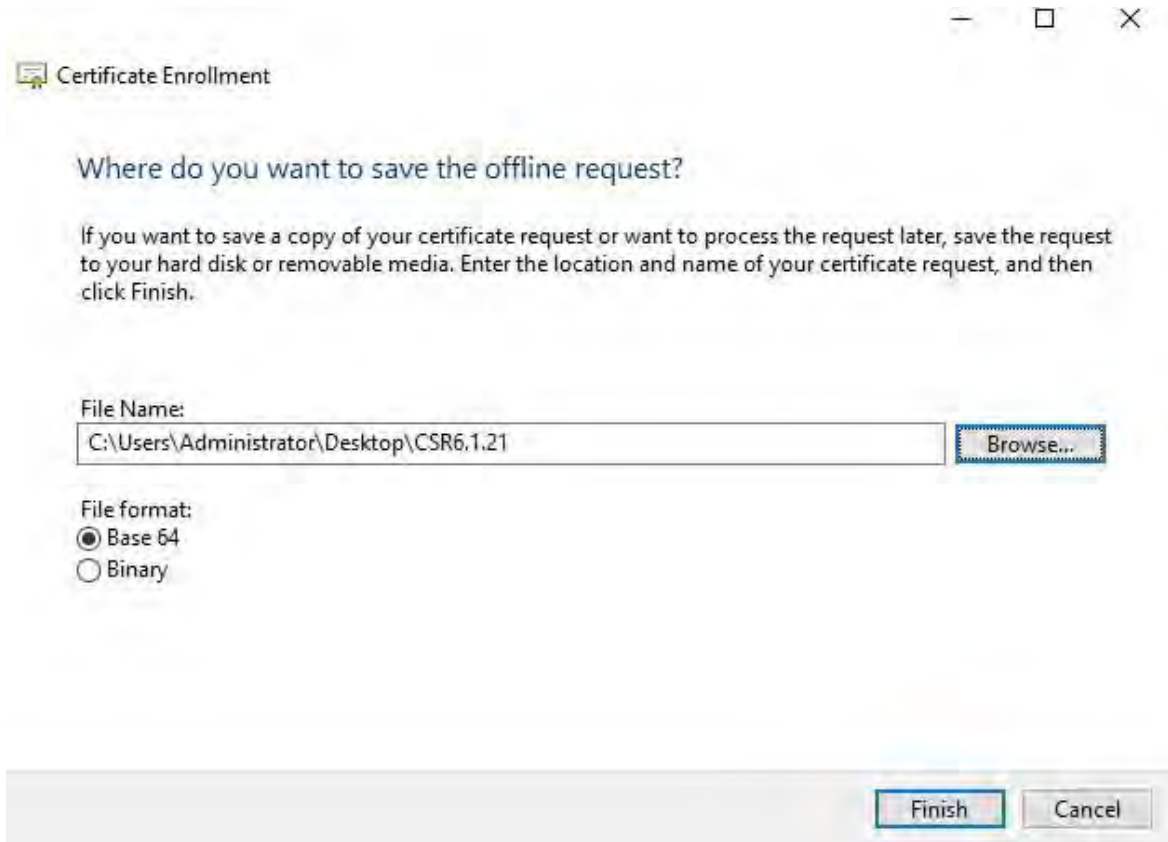 Certificate Enrollment
Where do you want to save the offline request?
If you want to save a copy of your certificate request or want to process the request later, save the request
to your hard disk or removable media. Enter the location and name of your certificate request, and then
click Finish.
File Name:
C:\Users\Administrator\Desktop\CSR6.1.21
Browse...
File format:
Base 64
Binary
Finish
Cancel